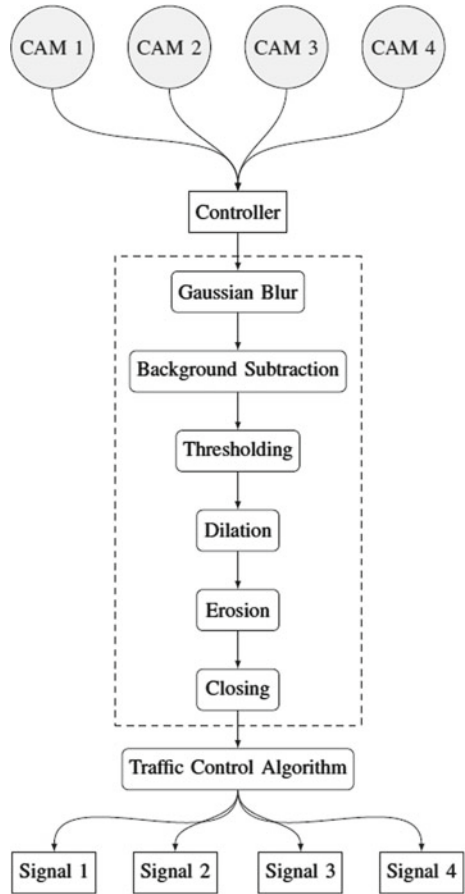 CAM 1
CAM 2
CAM 3
CAM 4
Controller
Gaussian Blur
Background Subtraction
Thresholding
Dilation
Erosion
Closing
Traffic Control Algorithm
Signal 1
Signal 2
Signal 3
Signal 4